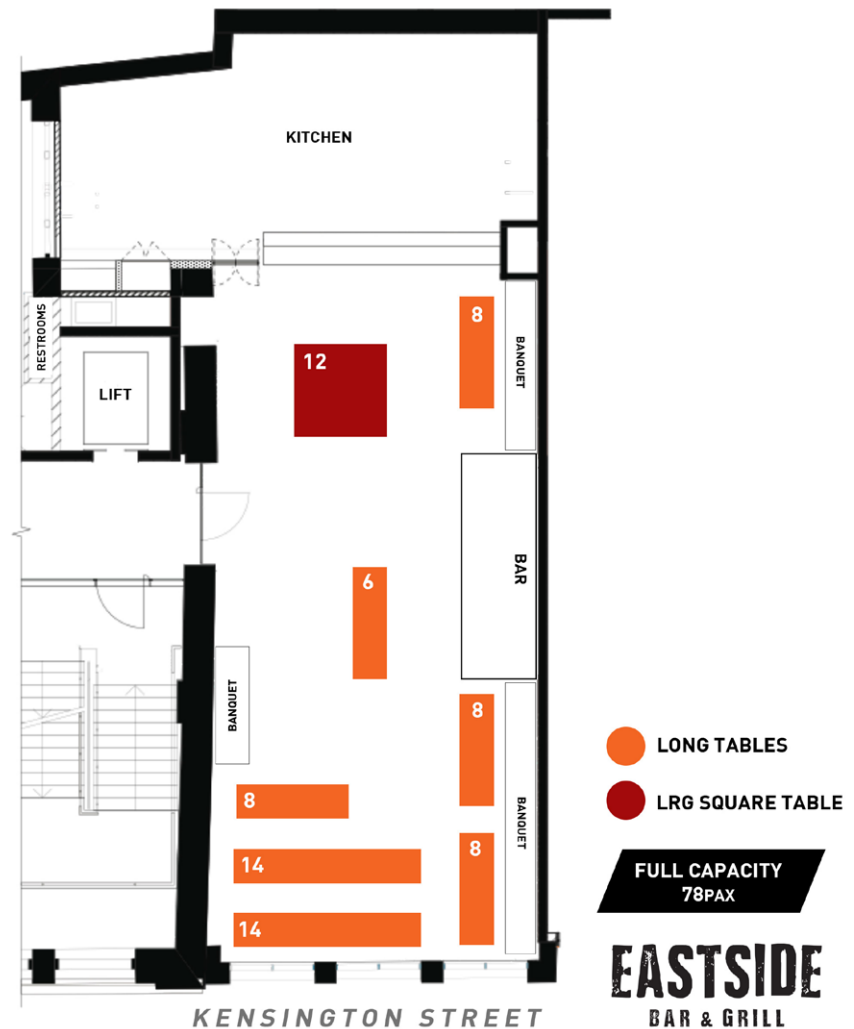 KITCHEN
RESTROOMS
LIFT
8
BANQUET
12
BAR
6
BANQUET
8
BANQUET
8
14
8
14
LONG TABLES
LRG SQUARE TABLE
FULL CAPACITY
78PAX
EASTSIDE
BAR & GRILL
KENSINGTON STREET